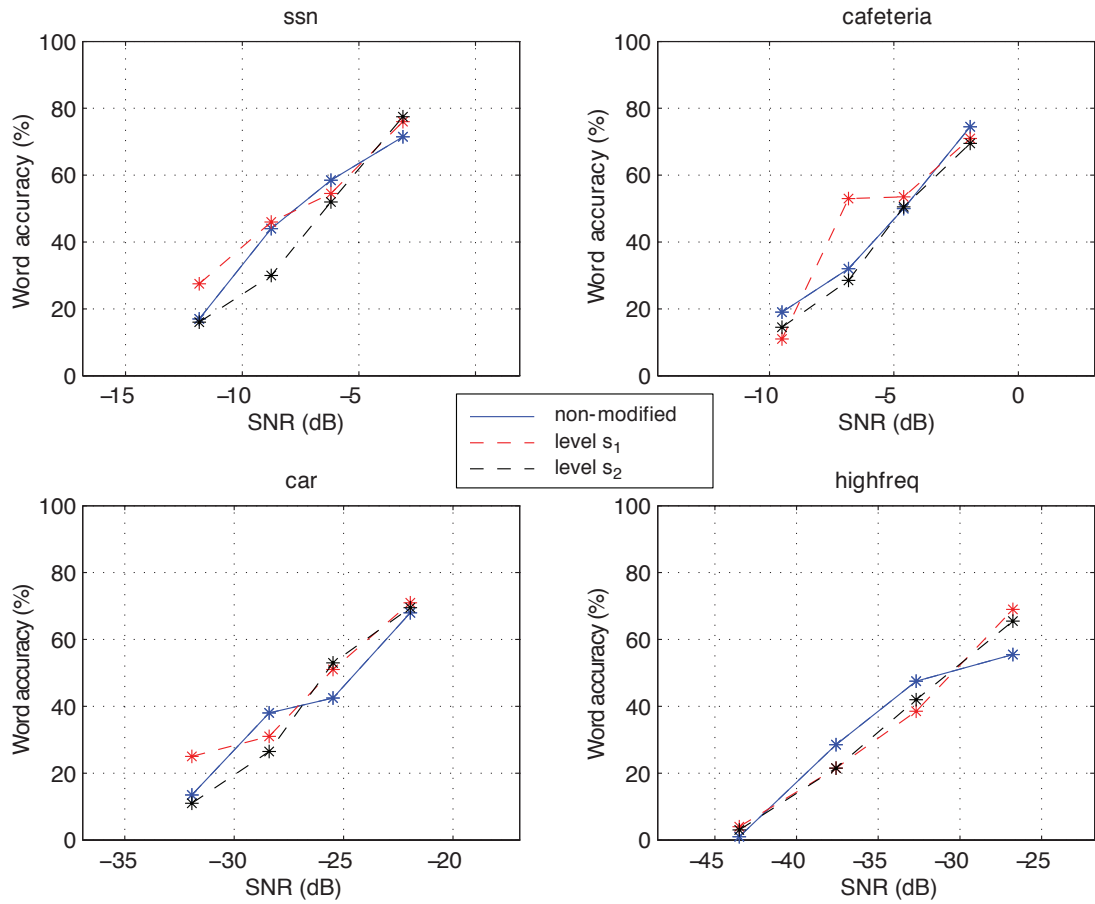 ssn
100
80
60
40
20
0
Word accuracy (%)
−15 −10 −5
SNR (dB)
cafeteria
100
80
60
40
20
0
Word accuracy (%)
−10 −5 0
SNR (dB)
non-modified
level s₁
level s₂
car
100
80
60
40
20
0
Word accuracy (%)
−35 −30 −25 −20
SNR (dB)
highfreq
100
80
60
40
20
0
Word accuracy (%)
−45 −40 −35 −30 −25
SNR (dB)